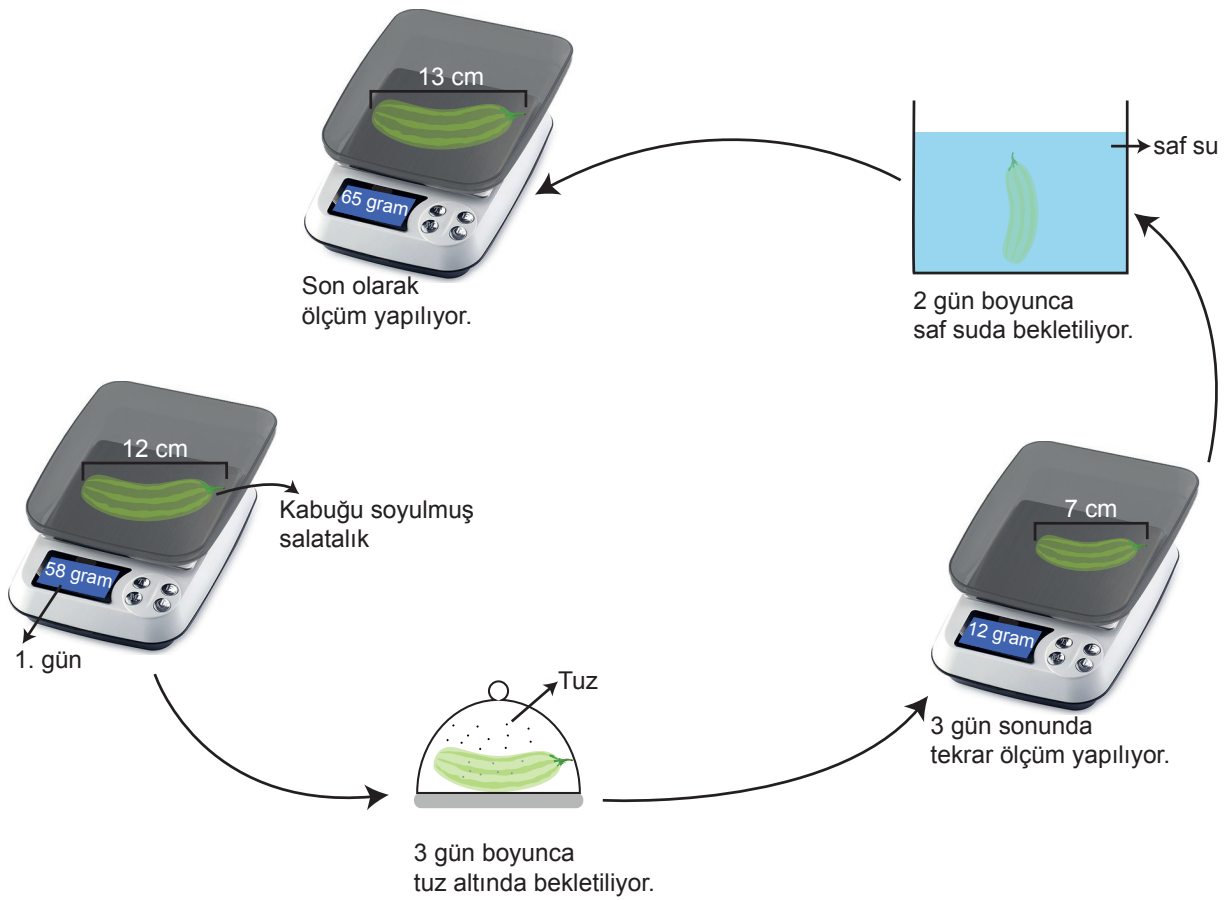 13 cm
65 gram
Son olarak
ölçüm yapılıyor.
saf su
2 gün boyunca
saf suda bekletiliyor.
12 cm
Kabuğu soyulmuş
salatalık
58 gram
1. gün
Tuz
3 gün boyunca
tuz altında bekletiliyor.
7 cm
12 gram
3 gün sonunda
tekrar ölçüm yapılıyor.